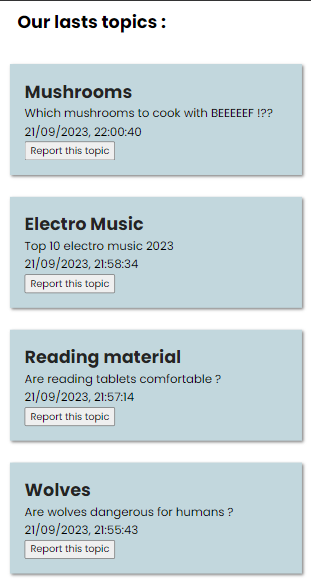 Our lasts topics :
Mushrooms
Which mushrooms to cook with BEEEEEF !??
21/09/2023, 22:00:40
Report this topic
Electro Music
Top 10 electro music 2023
21/09/2023, 21:58:34
Report this topic
Reading material
Are reading tablets comfortable ?
21/09/2023, 21:57:14
Report this topic
Wolves
Are wolves dangerous for humans ?
21/09/2023, 21:55:43
Report this topic